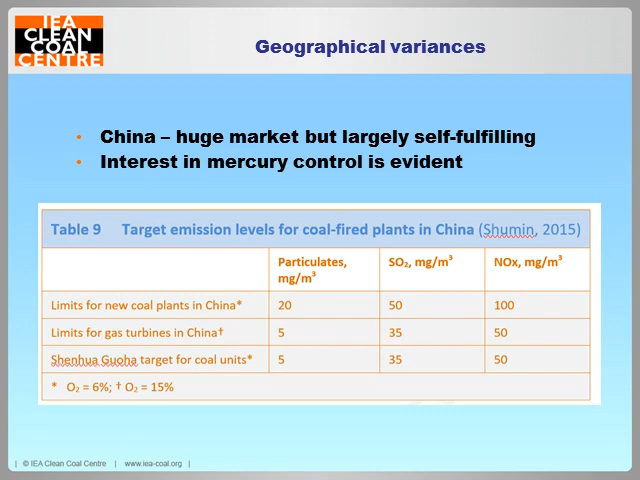 IEA
CLEAN
COAL
CENTRE
Geographical variances
• China – huge market but largely self-fulfilling
• Interest in mercury control is evident
Table 9 Target emission levels for coal-fired plants in China (Shumin, 2015)
Particulates, mg/m³ SO₂, mg/m³ NOx, mg/m³
Limits for new coal plants in China* 20 50 100
Limits for gas turbines in China† 5 35 50
Shenhua Guoha target for coal units* 5 35 50
* O₂ = 6%; † O₂ = 15%
| © IEA Clean Coal Centre | www.iea-coal.org |